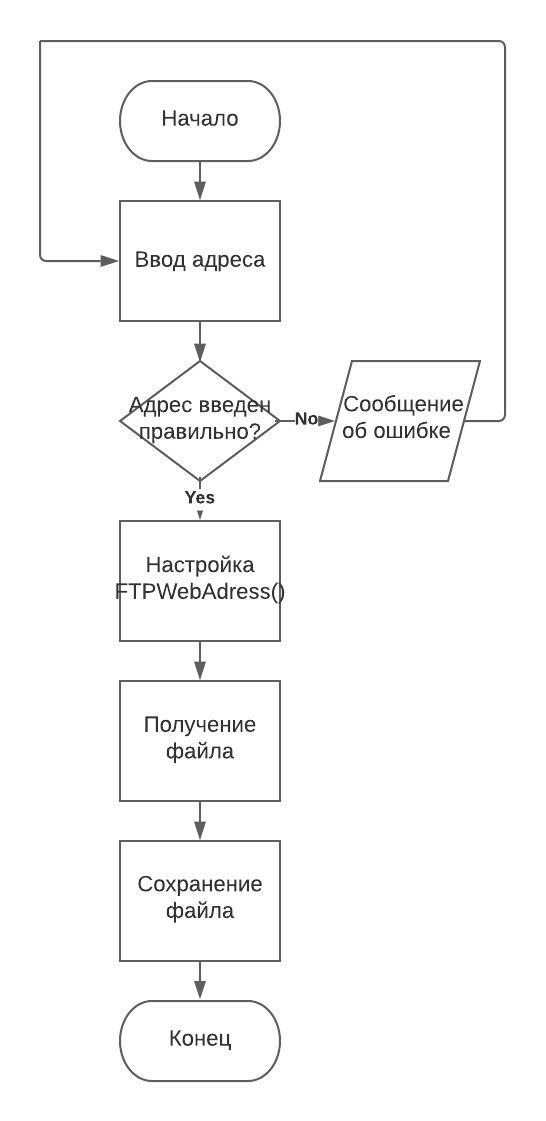 Начало
Ввод адреса
Адрес введен
правильно?
No
Сообщение
об ошибке
Yes
Настройка
FTPWebAdress()
Получение
файла
Сохранение
файла
Конец